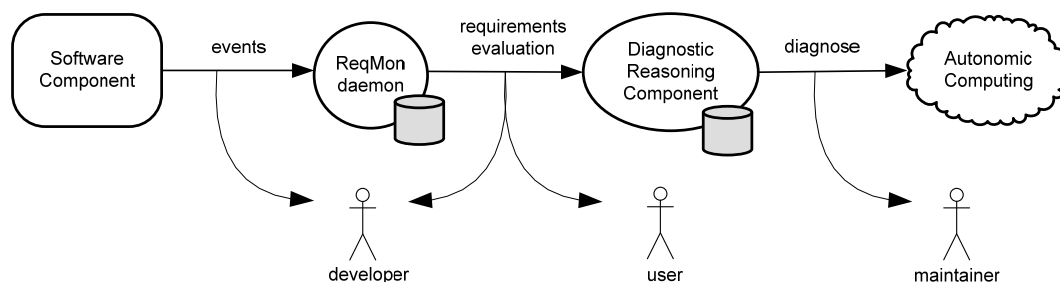 Software
Component
events
ReqMon
daemon
requirements
evaluation
Diagnostic
Reasoning
Component
diagnose
Autonomic
Computing
developer
user
maintainer